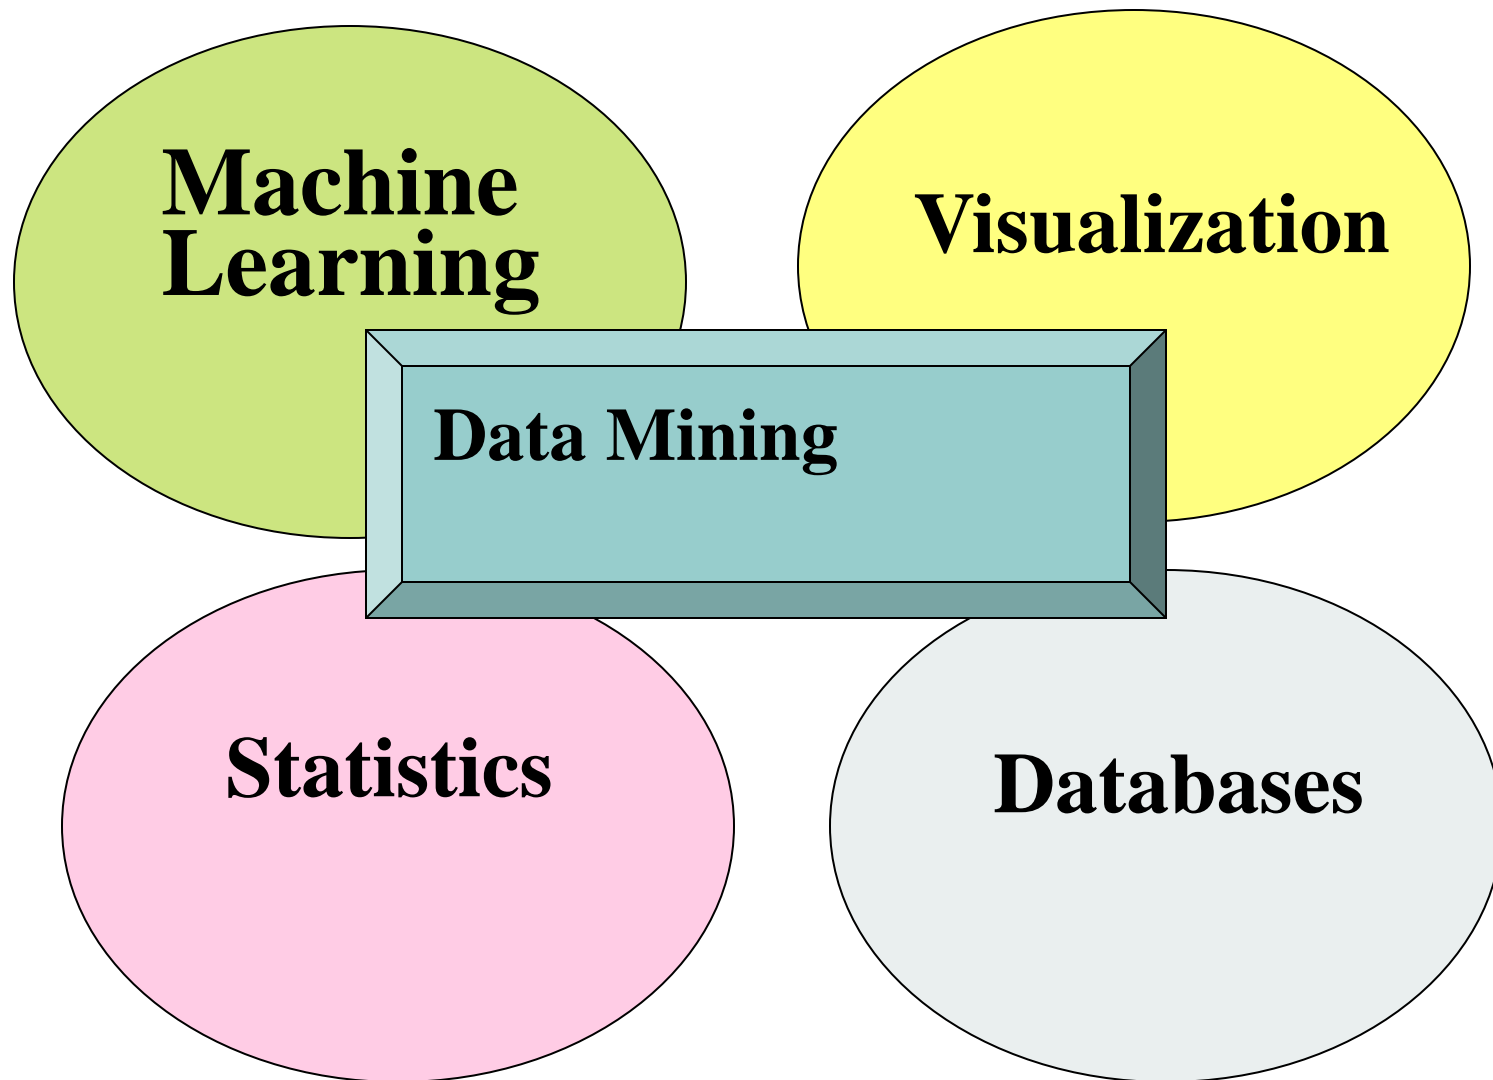 Machine
Learning
Visualization
Data Mining
Statistics
Databases